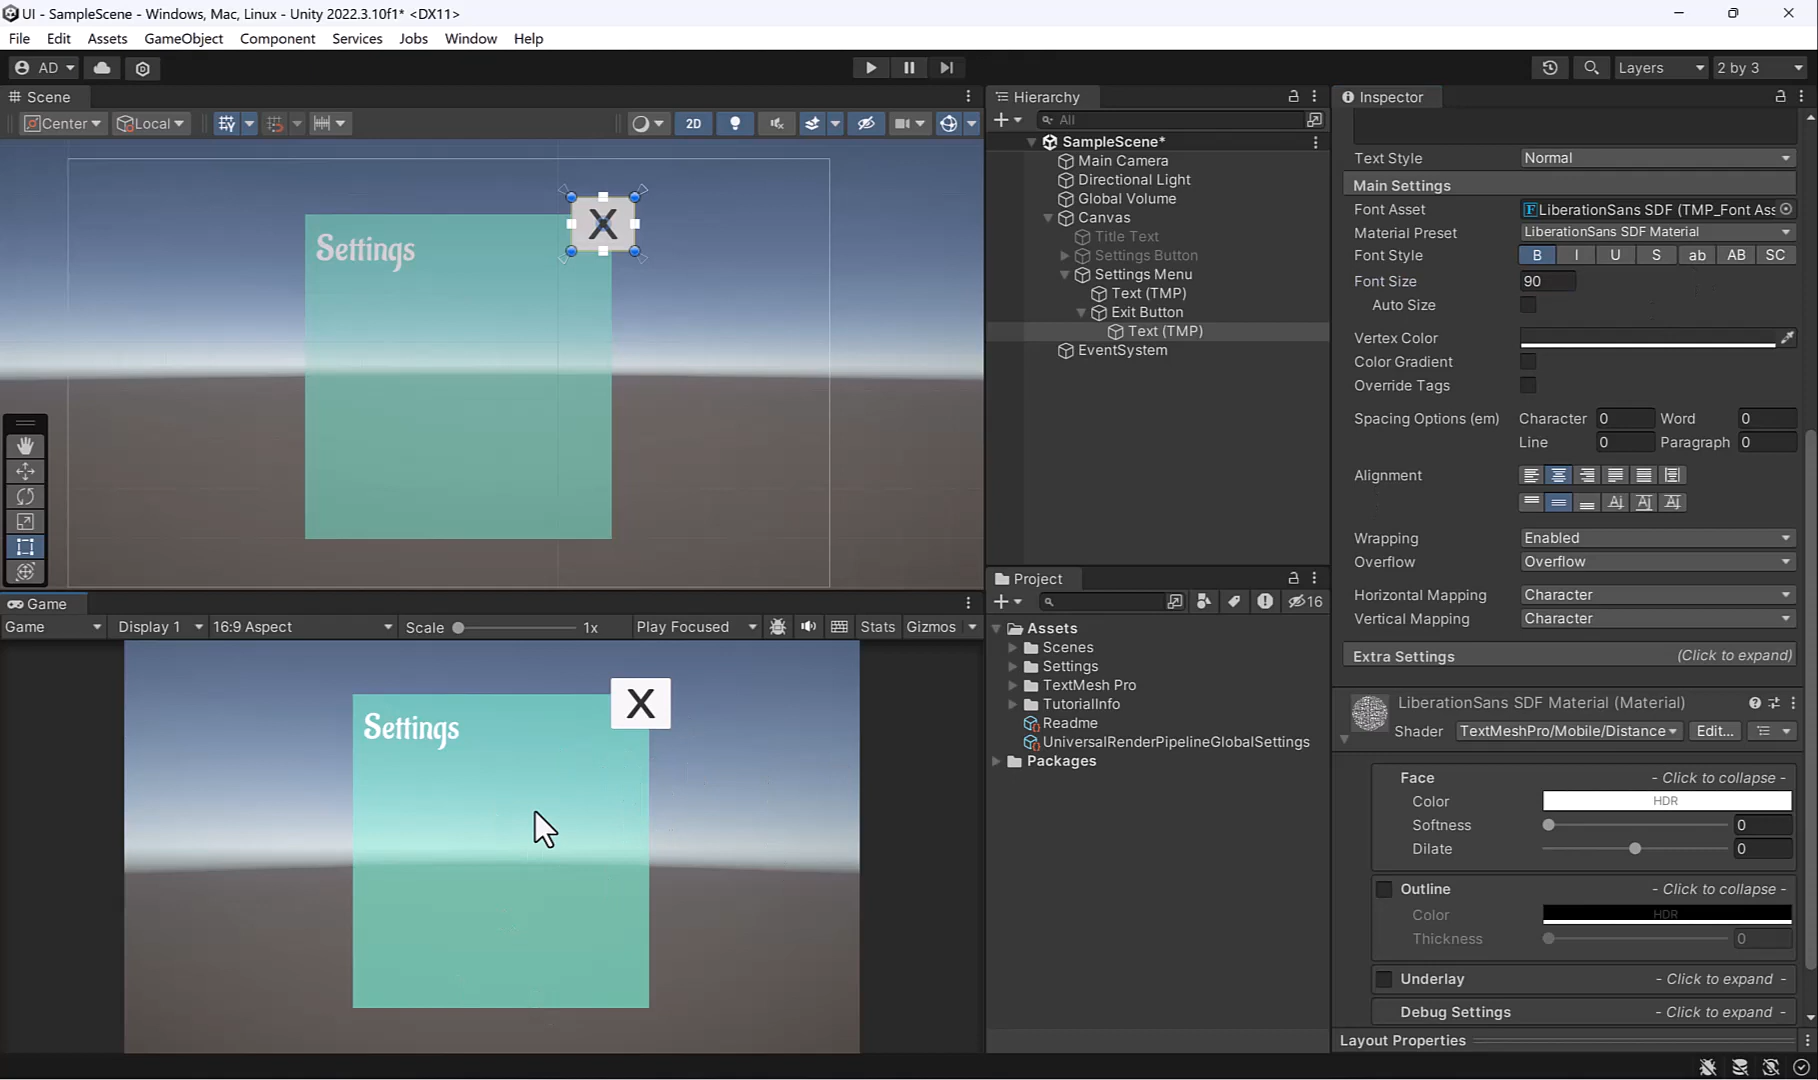 UI - SampleScene - Windows, Mac, Linux - Unity 2022.3.10f1* <DX11>
File Edit Assets GameObject Component Services Jobs Window Help
AD
Layers
2 by 3
Scene
Center
Local
2D
X
Settings
Game
Game
Display 1
16:9 Aspect
Scale
1x
Play Focused
Stats
Gizmos
X
Settings
Hierarchy
All
SampleScene*
Main Camera
Directional Light
Global Volume
Canvas
Title Text
Settings Button
Settings Menu
Text (TMP)
Exit Button
Text (TMP)
EventSystem
Project
16
Assets
Scenes
Settings
TextMesh Pro
TutorialInfo
Readme
UniversalRenderPipelineGlobalSettings
Packages
Inspector
Text Style Normal
Main Settings
Font Asset LiberationSans SDF (TMP_Font Ass
Material Preset LiberationSans SDF Material
Font Style B I U S ab AB SC
Font Size 90
Auto Size
Vertex Color
Color Gradient
Override Tags
Spacing Options (em) Character 0 Word 0
Line 0 Paragraph 0
Alignment
Wrapping Enabled
Overflow Overflow
Horizontal Mapping Character
Vertical Mapping Character
Extra Settings (Click to expand)
LiberationSans SDF Material (Material)
Shader TextMeshPro/Mobile/Distance Edit...
Face - Click to collapse -
Color HDR
Softness 0
Dilate 0
Outline - Click to collapse -
Color HDR
Thickness 0
Underlay - Click to expand -
Debug Settings - Click to expand -
Layout Properties